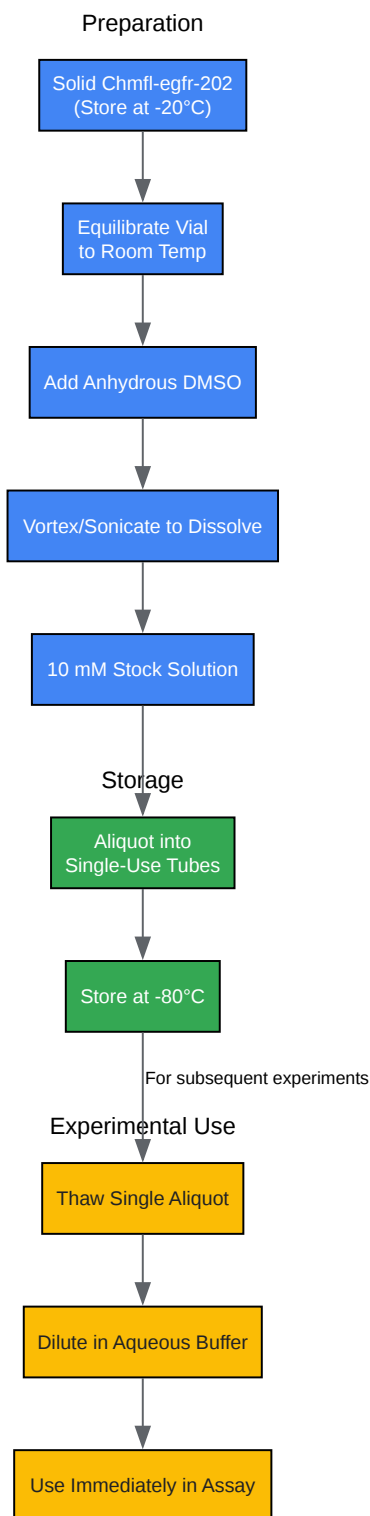 Preparation
Solid Chmfl-egfr-202
(Store at -20°C)
Equilibrate Vial
to Room Temp
Add Anhydrous DMSO
Vortex/Sonicate to Dissolve
10 mM Stock Solution
Storage
Aliquot into
Single-Use Tubes
Store at -80°C
For subsequent experiments
Experimental Use
Thaw Single Aliquot
Dilute in Aqueous Buffer
Use Immediately in Assay